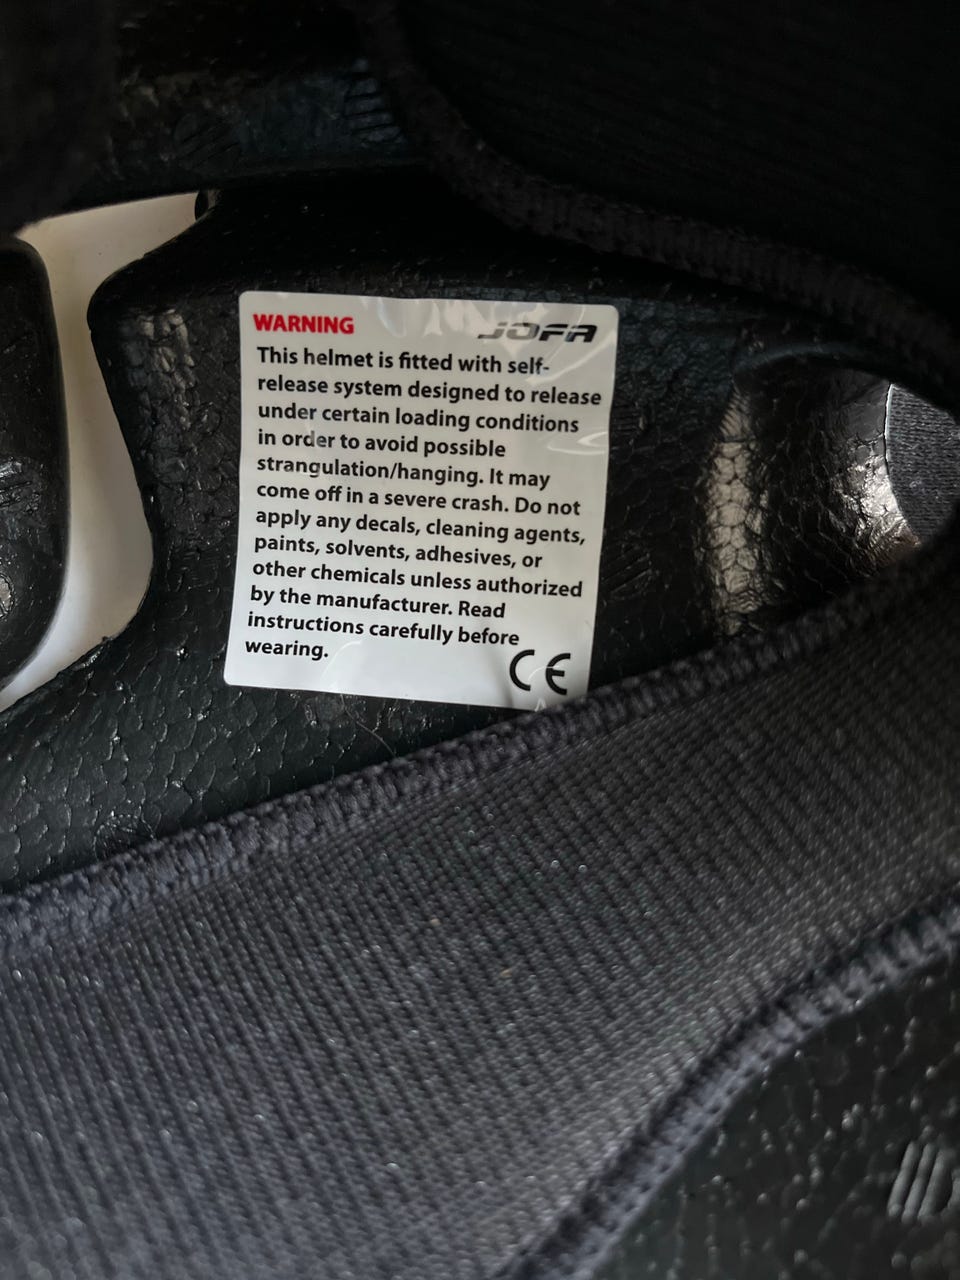 WARNING JOFA
This helmet is fitted with self-
release system designed to release
under certain loading conditions
in order to avoid possible
strangulation/hanging. It may
come off in a severe crash. Do not
apply any decals, cleaning agents,
paints, solvents, adhesives, or
other chemicals unless authorized
by the manufacturer. Read
instructions carefully before
wearing.
CE